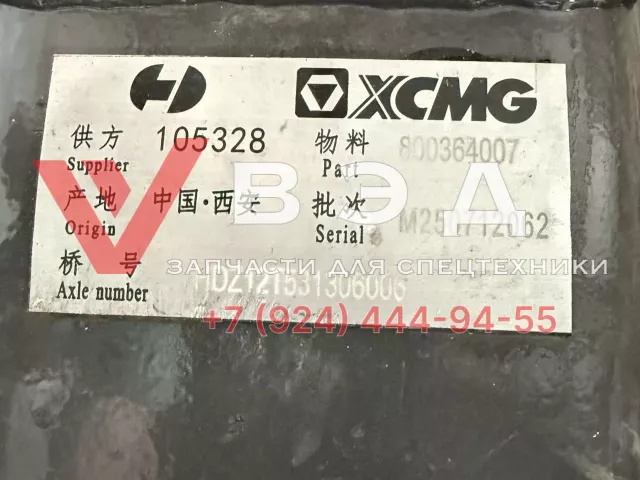 XCMG
供方 105328 物料 800364007
Supplier Part
产地 中国·西安 批次 M250712062
Origin Serial
桥号 HDZ121531306006
Axle number
ВЭД
ЗАПЧАСТИ ДЛЯ СПЕЦТЕХНИКИ
+7 (924) 444-94-55